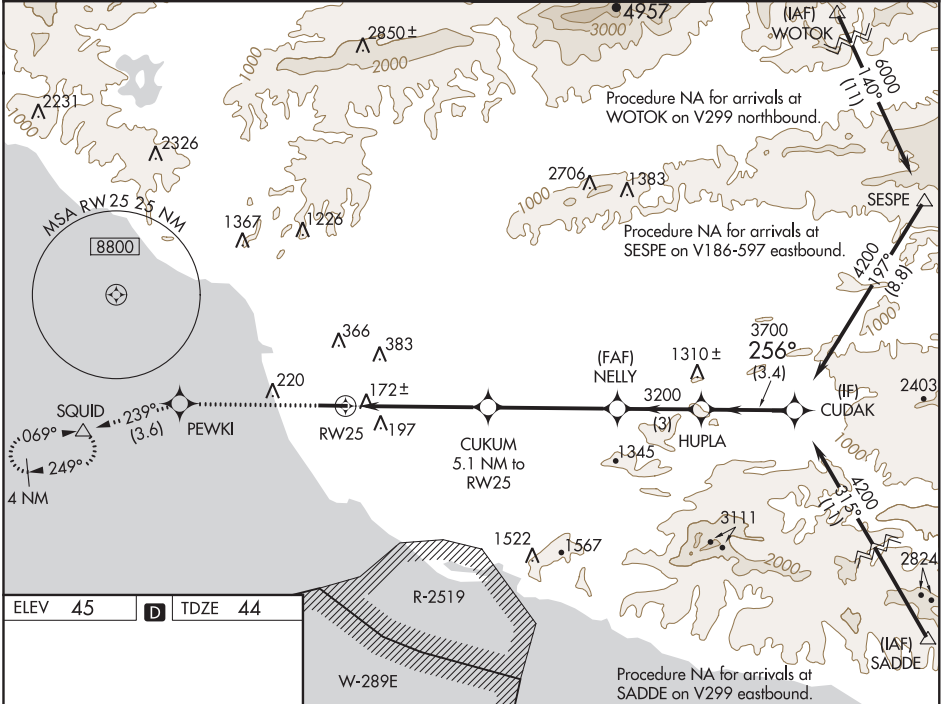 4957
(IAF)
WOTOK
2850±
3000
2000
1000
1000
6000
140°
(11)
2231
1000
2326
Procedure NA for arrivals at
WOTOK on V299 northbound.
2706
1383
1000
SESPE
MSA RW25 25 NM
8800
1367
1226
Procedure NA for arrivals at
SESPE on V186-597 eastbound.
4200
197°
(8.8)
1000
366
383
(FAF)
NELLY
1310±
3700
256°
(3.4)
(IF)
CUDAK
2403
220
172±
197
3200
(3)
HUPLA
SQUID
239°
(3.6)
PEWKI
RW25
CUKUM
5.1 NM to
RW25
069°
249°
4 NM
1345
4200
315°
(11)
1522
1567
3111
2000
2824
R-2519
ELEV 45
D
TDZE 44
W-289E
(IAF)
SADDE
Procedure NA for arrivals at
SADDE on V299 eastbound.